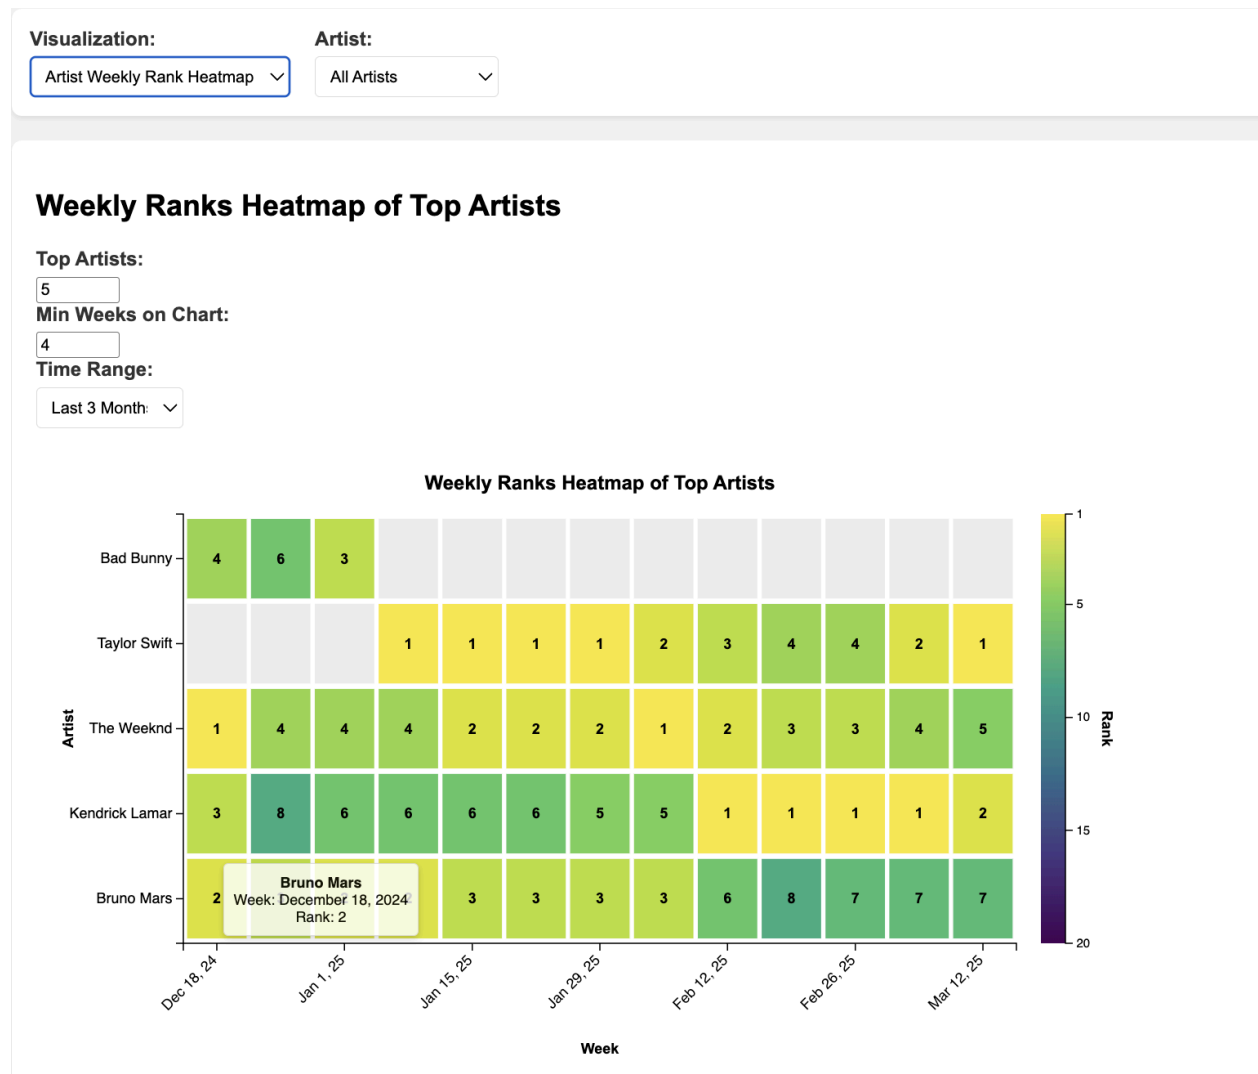 Visualization: Artist:
Artist Weekly Rank Heatmap All Artists
Weekly Ranks Heatmap of Top Artists
Top Artists:
5
Min Weeks on Chart:
4
Time Range:
Last 3 Month
Weekly Ranks Heatmap of Top Artists
Bad Bunny 4 6 3
Taylor Swift 1 1 1 1 2 3 4 4 2 1
The Weeknd 1 4 4 4 2 2 2 1 2 3 3 4 5
Kendrick Lamar 3 8 6 6 6 6 5 5 1 1 1 1 2
Bruno Mars 2 2 3 3 3 3 6 8 7 7 7
Bruno Mars
Week: December 18, 2024
Rank: 2
Artist
Dec 18, 24 Jan 1, 25 Jan 15, 25 Jan 29, 25 Feb 12, 25 Feb 26, 25 Mar 12, 25
Week
1
5
10
15
20
Rank